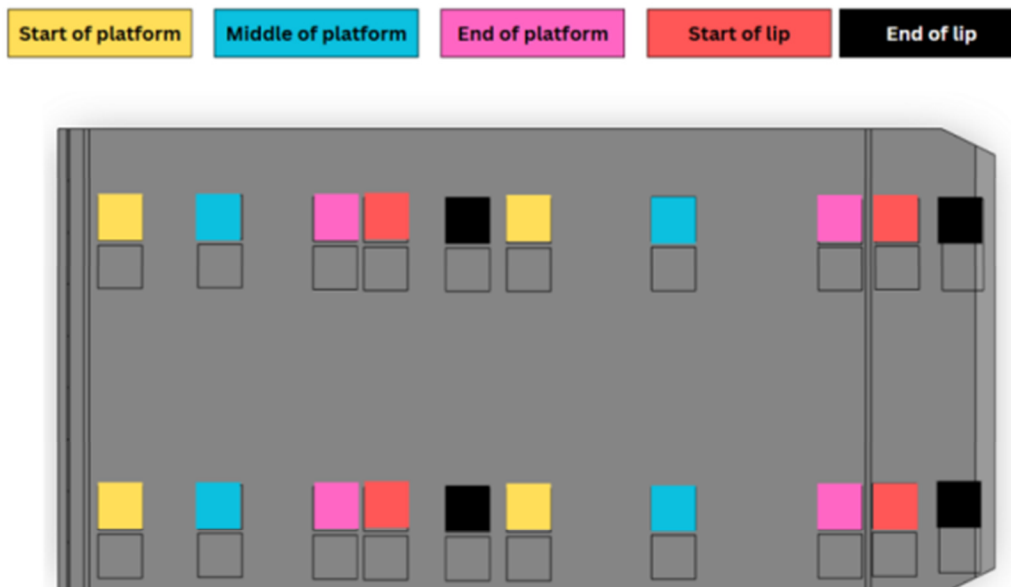 Start of platform
Middle of platform
End of platform
Start of lip
End of lip